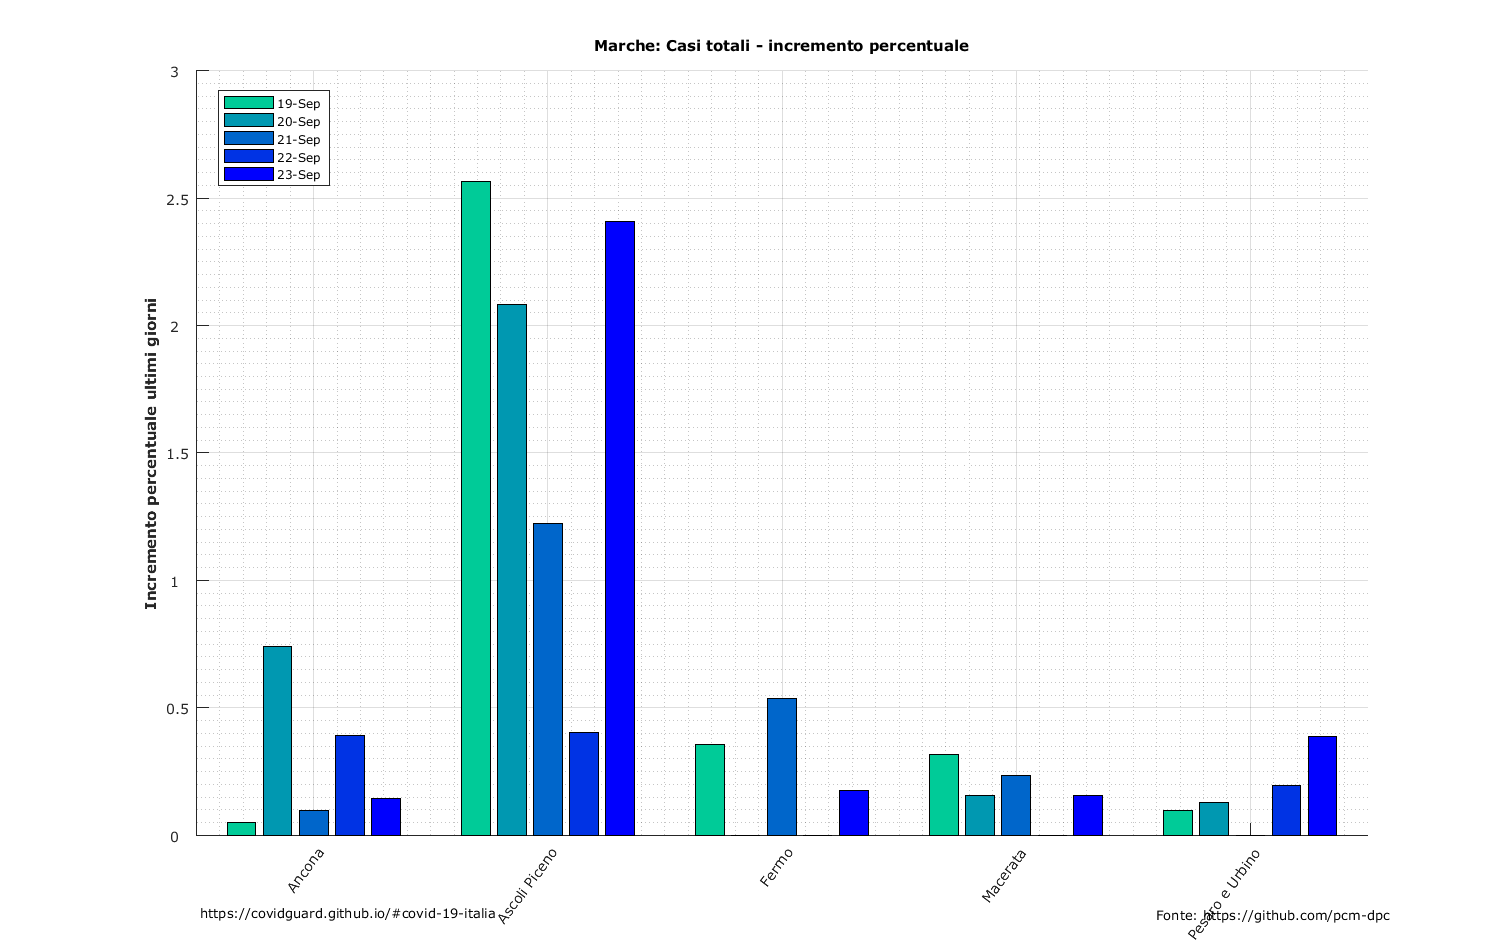 Marche: Casi totali - incremento percentuale
3
2.5
2
1.5
1
0.5
0
Incremento percentuale ultimi giorni
19-Sep
20-Sep
21-Sep
22-Sep
23-Sep
Ancona
Ascoli Piceno
Fermo
Macerata
Pesaro e Urbino
https://covidguard.github.io/#covid-19-italia
Fonte: https://github.com/pcm-dpc